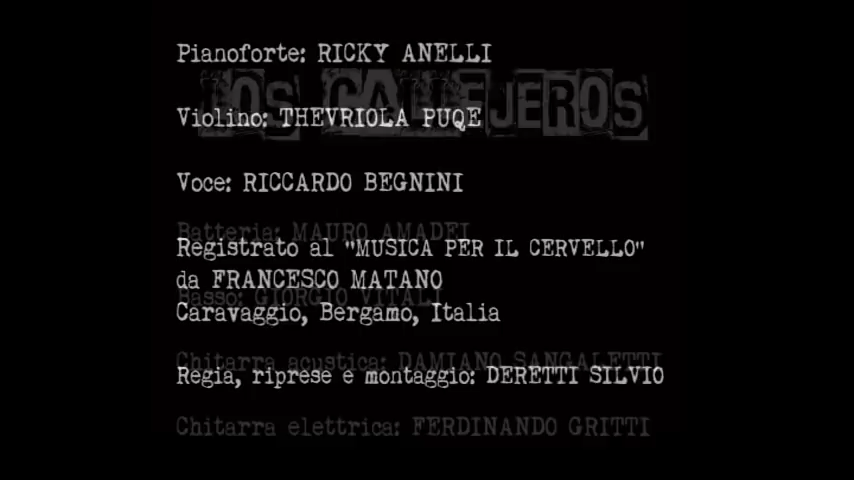 Pianoforte: RICKY ANELLI
LOS CALLEJEROS
Violino: THEVRIOLA PUQE
Voce: RICCARDO BEGNINI
Batteria: MAURO AMADEI
Registrato al "MUSICA PER IL CERVELLO"
da FRANCESCO MATANO
Basso: GIORGIO VITALI
Caravaggio, Bergamo, Italia
Chitarra acustica: DAMIANO SANGALETTI
Regia, riprese e montaggio: DERETTI SILVIO
Chitarra elettrica: FERDINANDO GRITTI